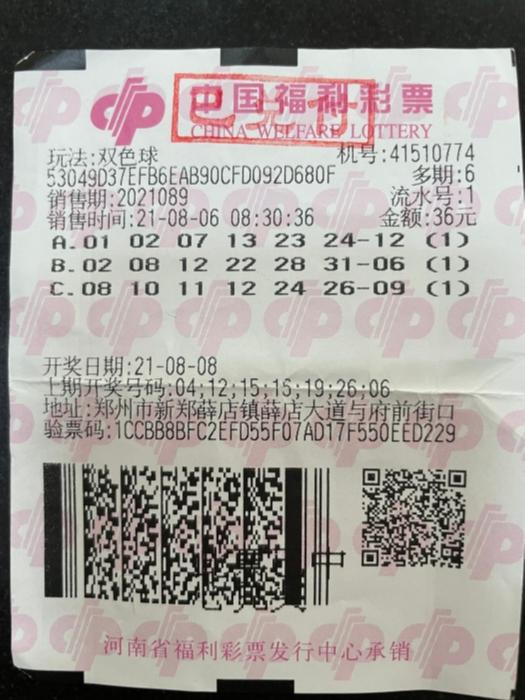 中国福利彩票
已兑付
CHINA WELFARE LOTTERY
玩法:双色球 机号:41510774
53049D37EFB6EAB90CFD092D680F 多期:6
销售期:2021089 流水号:1
销售时间:21-08-06 08:30:36 金额:36元
A.01 02 07 13 23 24-12 (1)
B.02 08 12 22 28 31-06 (1)
C.08 10 11 12 24 26-09 (1)
开奖日期:21-08-08
上期开奖号码:04;12;15;16;19;26;06
地址:郑州市新郑薛店镇薛店大道与府前街口
验票码:1CCBB8BFC2EFD55F07AD17F550EED229
中
河南省福利彩票发行中心承销